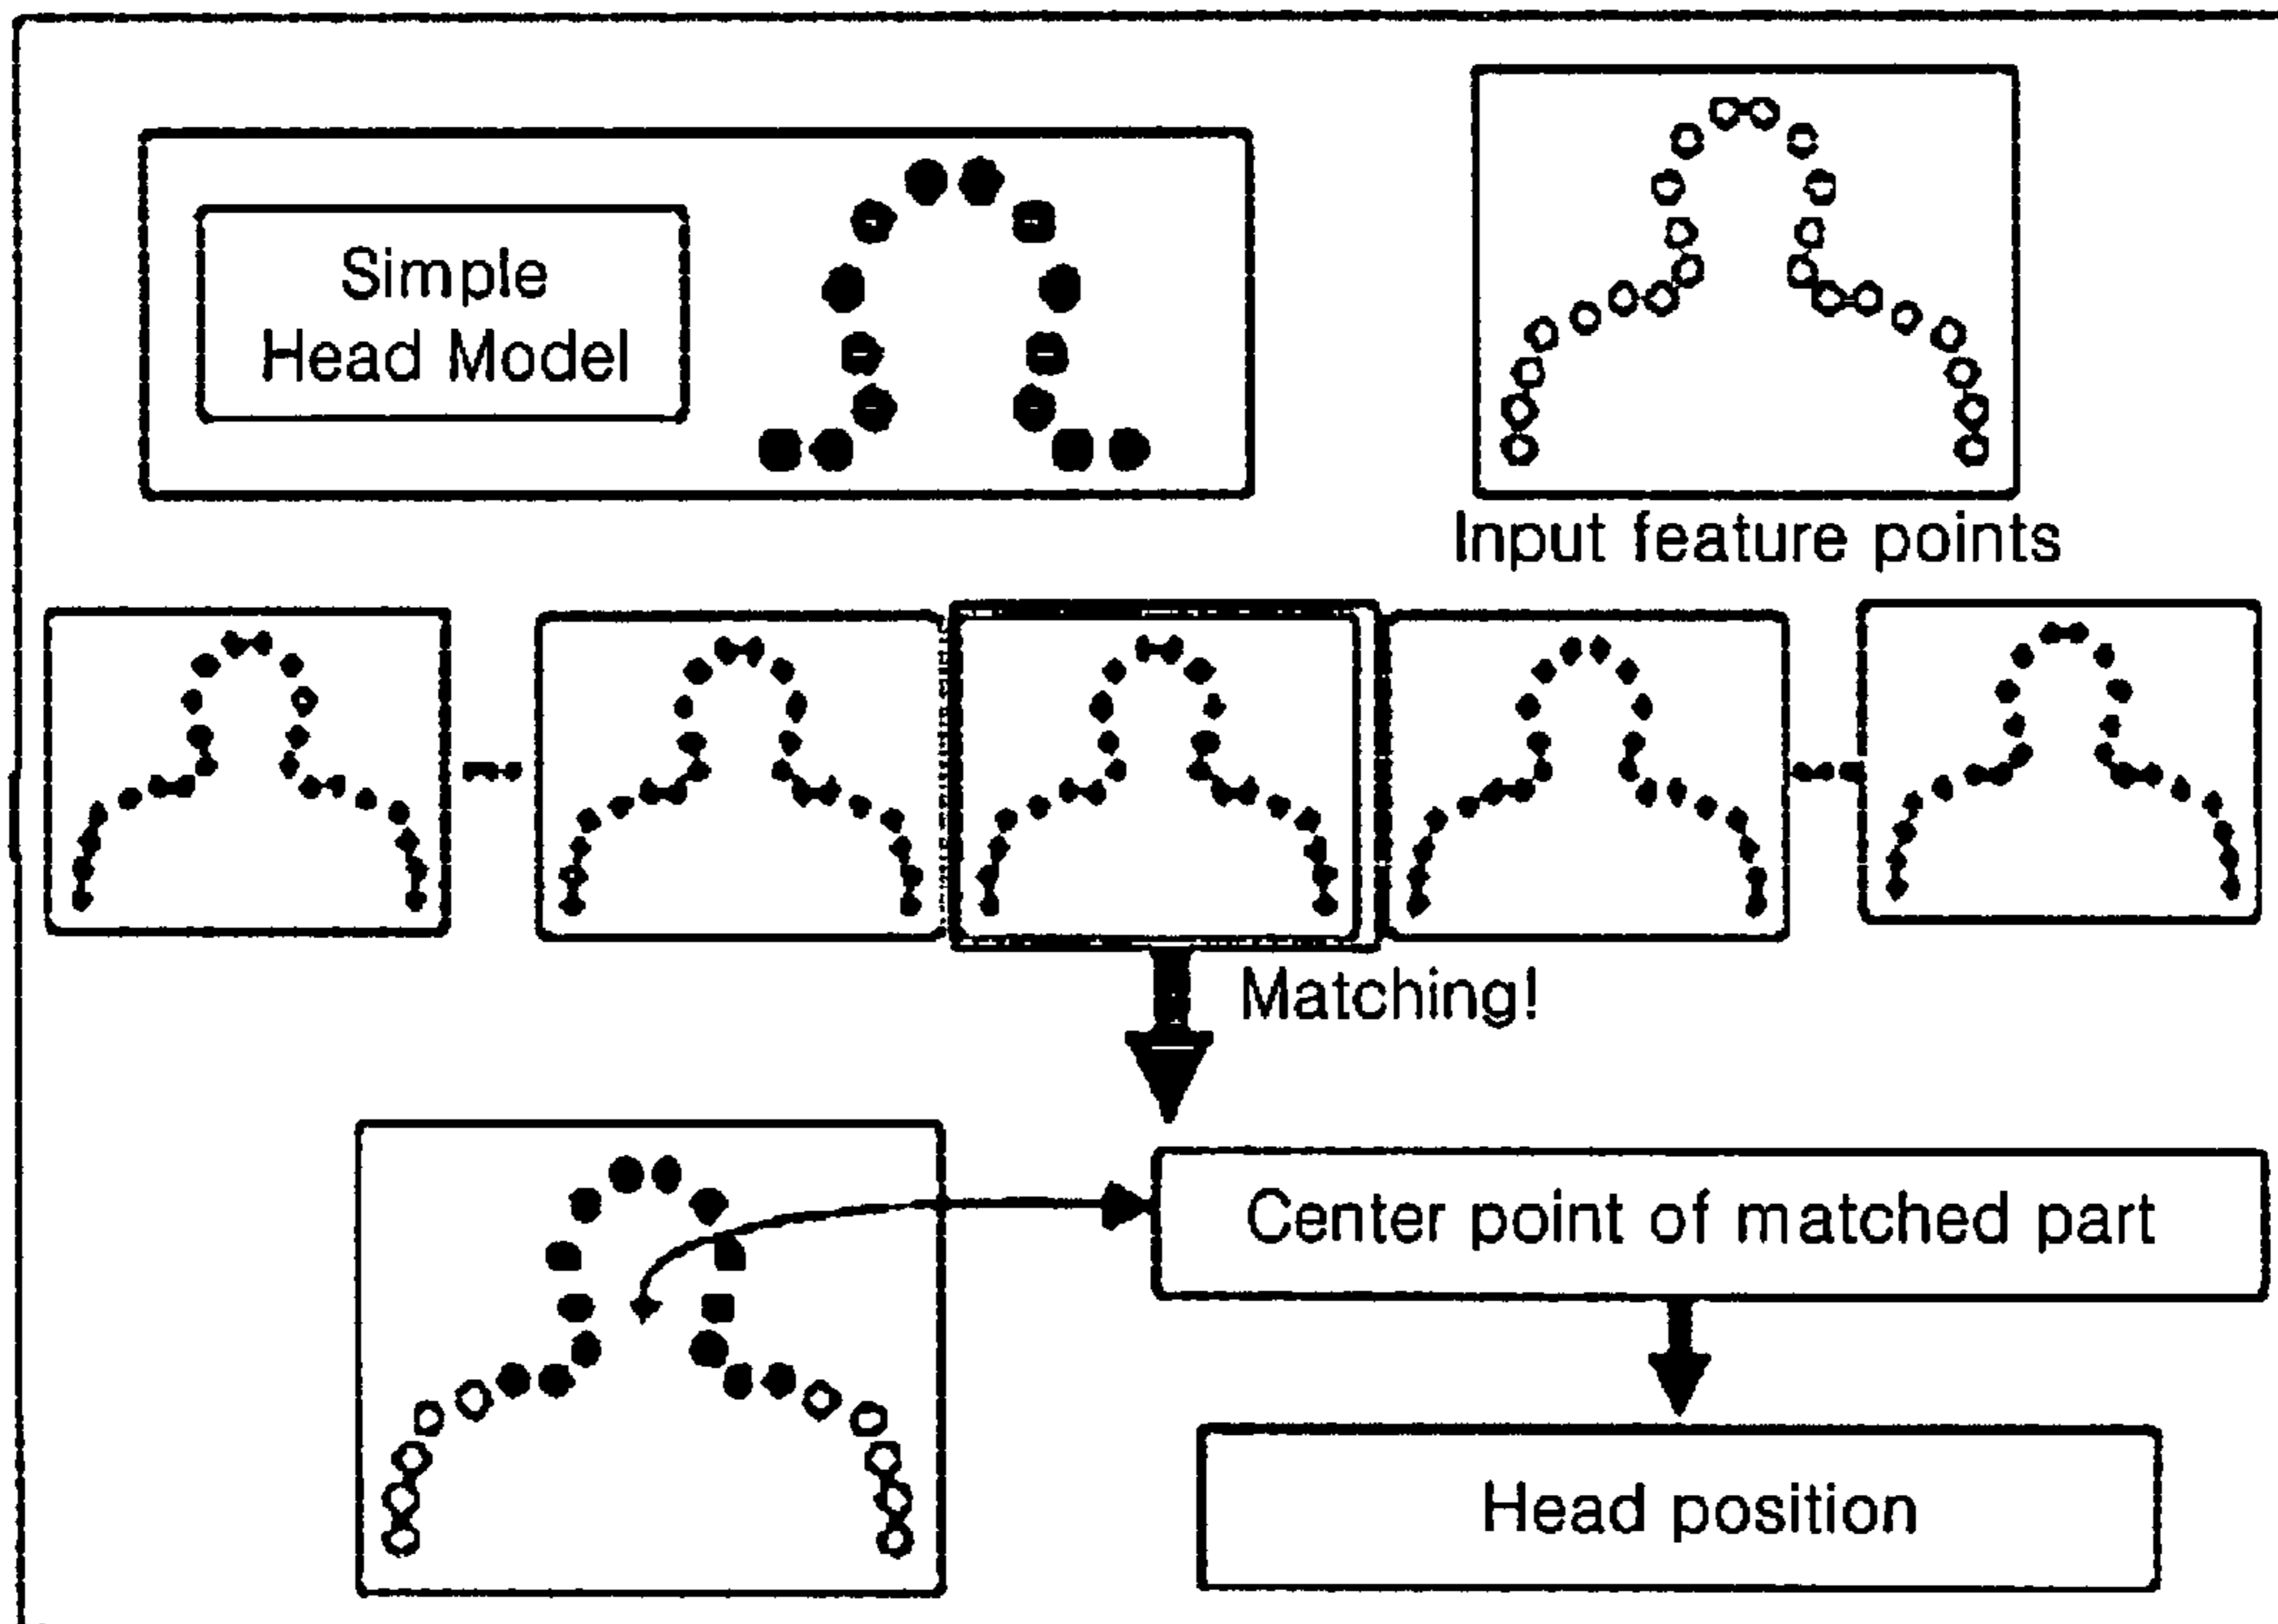 Simple
Head Model
Input feature points
Matching!
Center point of matched part
Head position